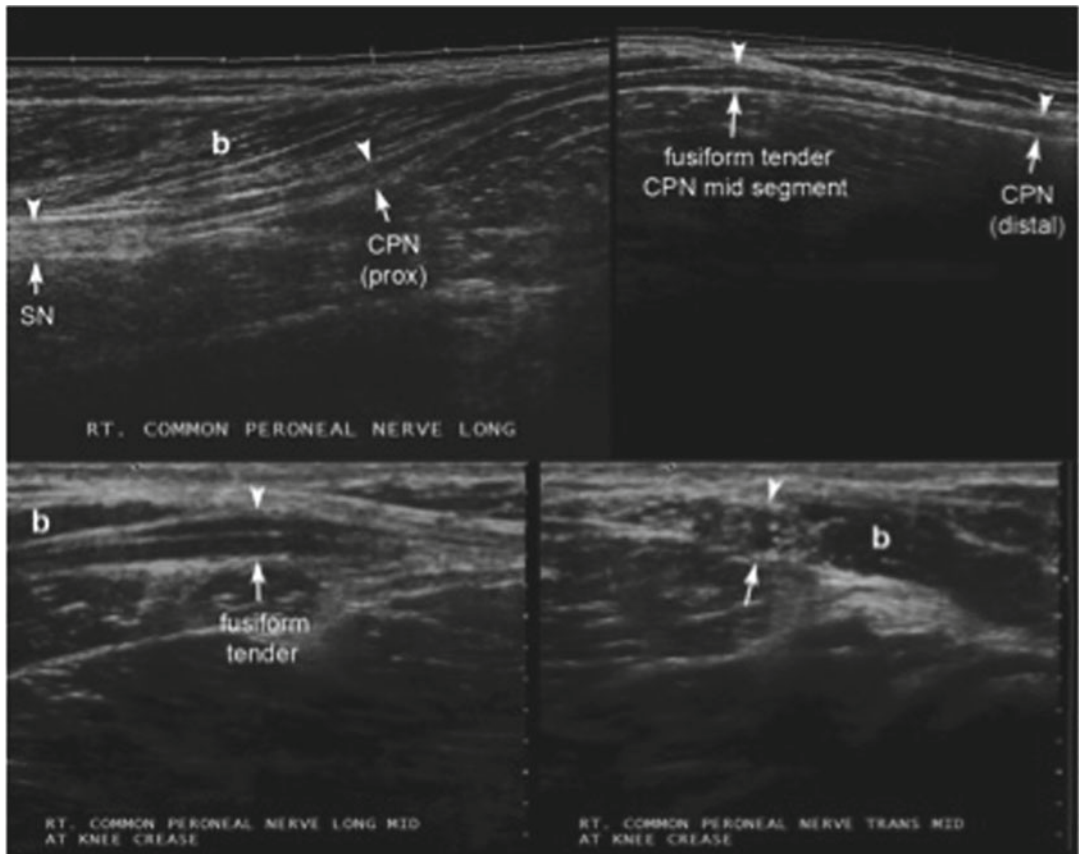 b
SN
CPN
(prox)
RT. COMMON PERONEAL NERVE LONG
fusiform tender
CPN mid segment
CPN
(distal)
b
fusiform
tender
RT. COMMON PERONEAL NERVE LONG MID
AT KNEE CREASE
b
RT. COMMON PERONEAL NERVE TRANS MID
AT KNEE CREASE